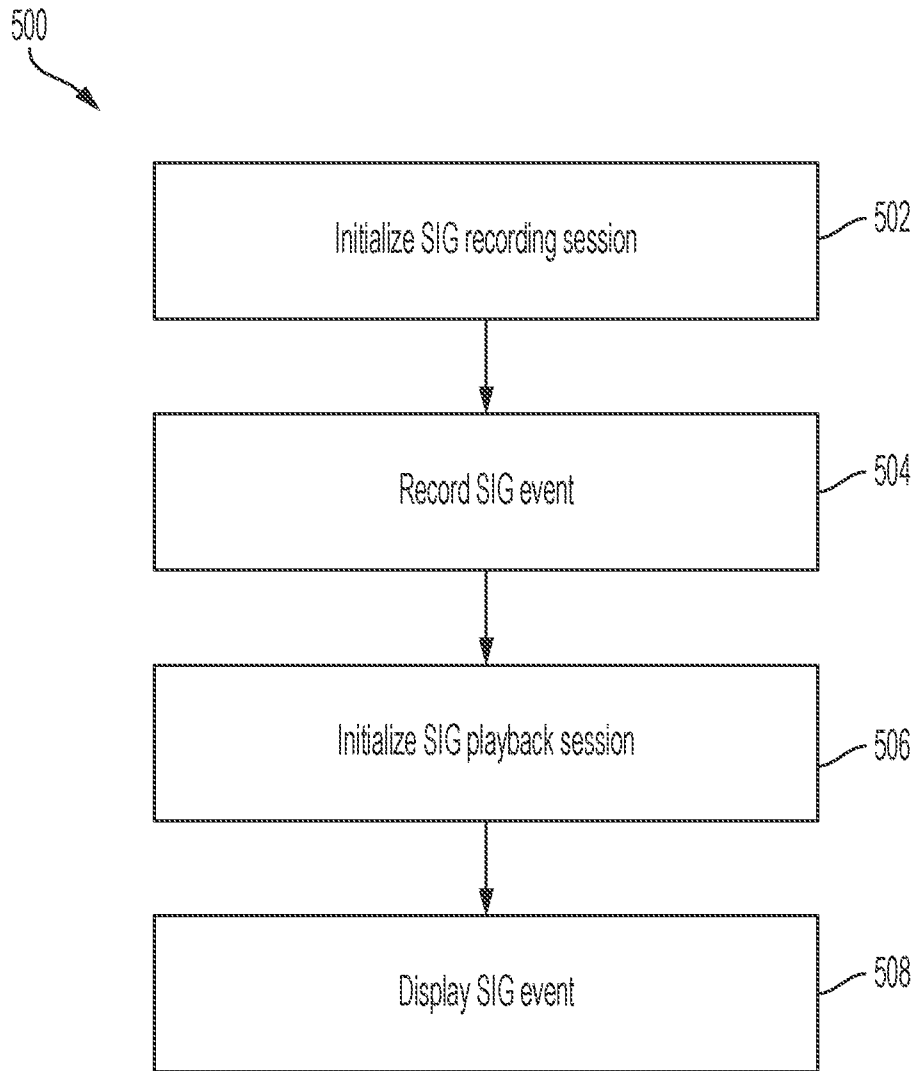 500
Initialize SIG recording session
502
Record SIG event
504
Initialize SIG playback session
506
Display SIG event
508